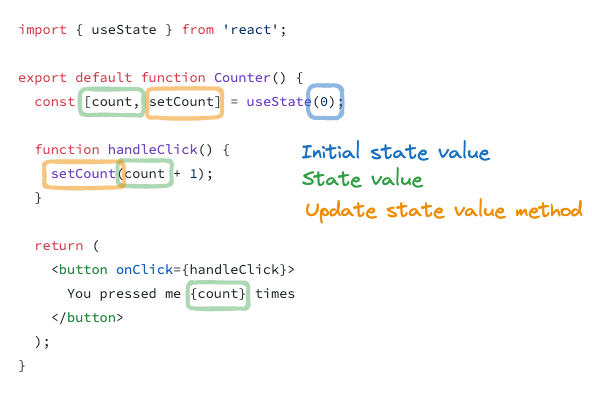 import { useState } from 'react';
export default function Counter() {
const [count, setCount] = useState(0);
function handleClick() {
setCount(count + 1);
}
return (
<button onClick={handleClick}>
You pressed me {count} times
</button>
);
}
Initial state value
State value
Update state value method